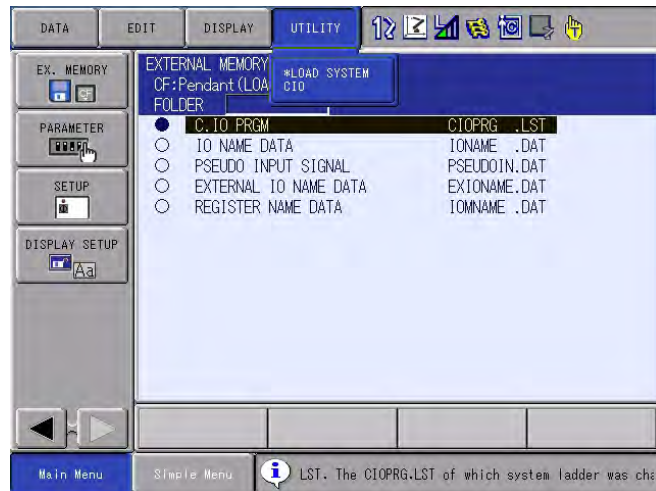 DATA
EDIT
DISPLAY
UTILITY
EX. MEMORY
PARAMETER
SETUP
DISPLAY SETUP
Aa
EXTERNAL MEMORY
CF:Pendant(LOA
FOLDER
*LOAD SYSTEM
CIO
C.IO PRGM CIOPRG .LST
IO NAME DATA IONAME .DAT
PSEUDO INPUT SIGNAL PSEUDOIN.DAT
EXTERNAL IO NAME DATA EXIONAME.DAT
REGISTER NAME DATA IOMNAME .DAT
Main Menu
Simple Menu
LST. The CIOPRG.LST of which system ladder was cha